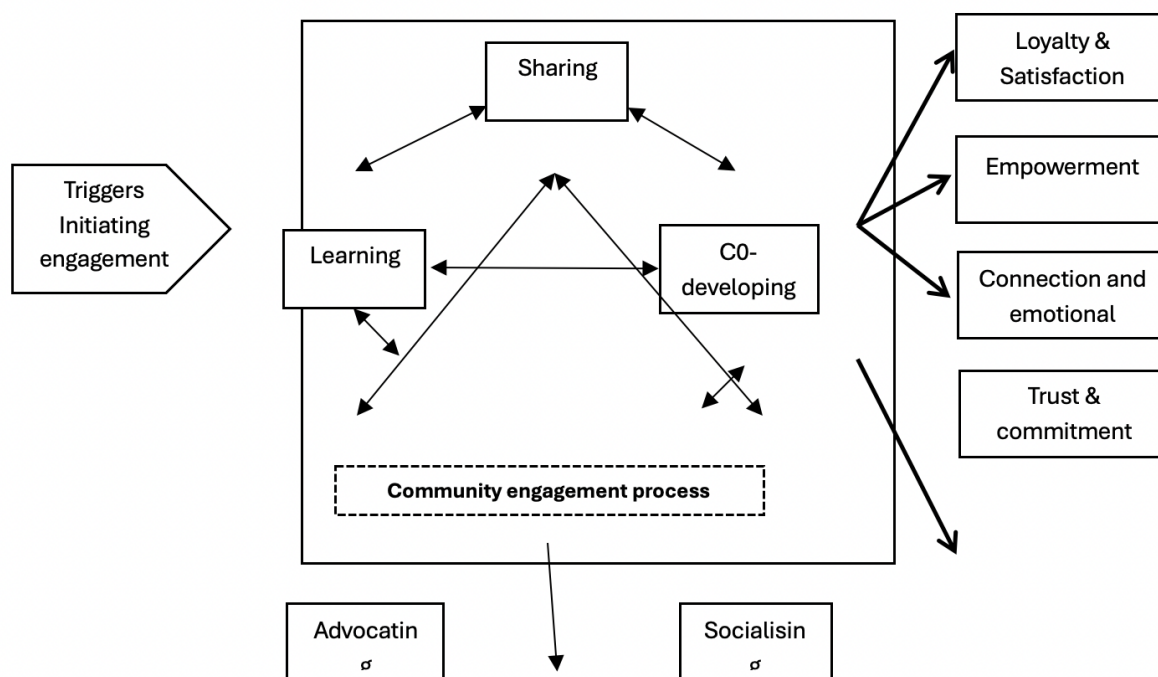 Sharing
Loyalty &
Satisfaction
Triggers
Initiating
engagement
Empowerment
Learning
C0-
developing
Connection and
emotional
Trust &
commitment
Community engagement process
Advocatin
g
Socialisin
g